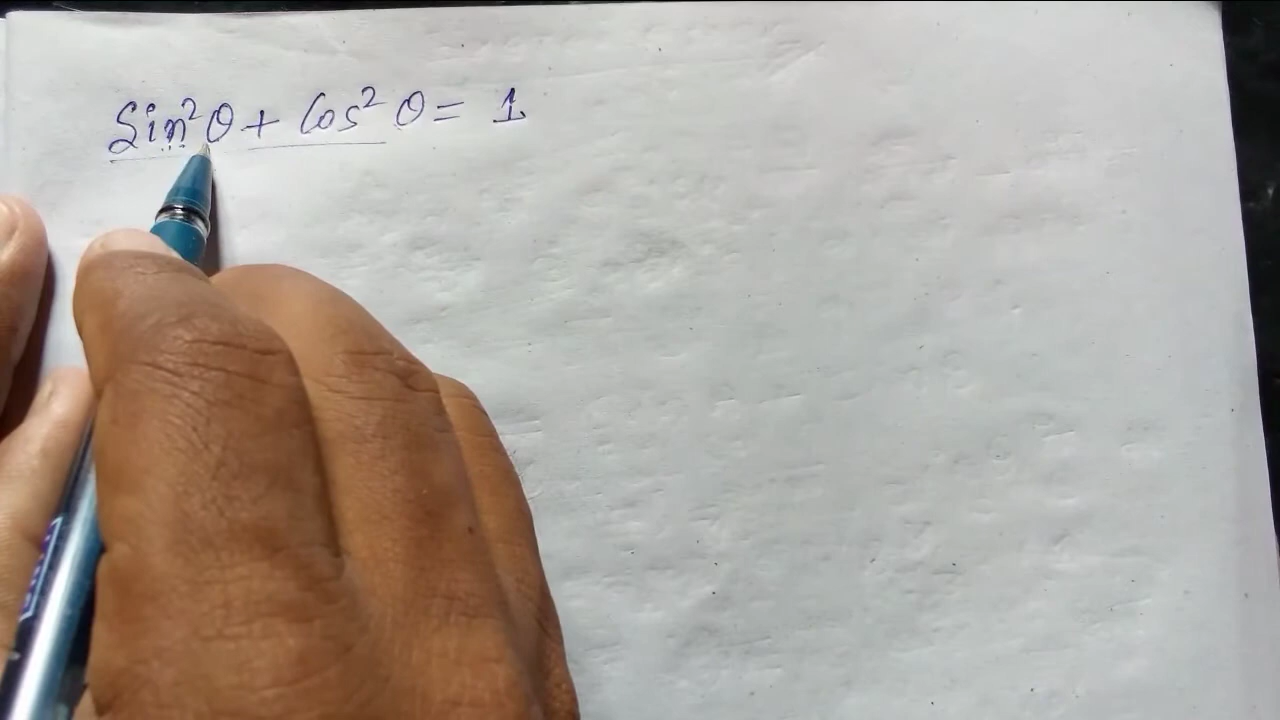 Sin²θ + Cos²θ = 1